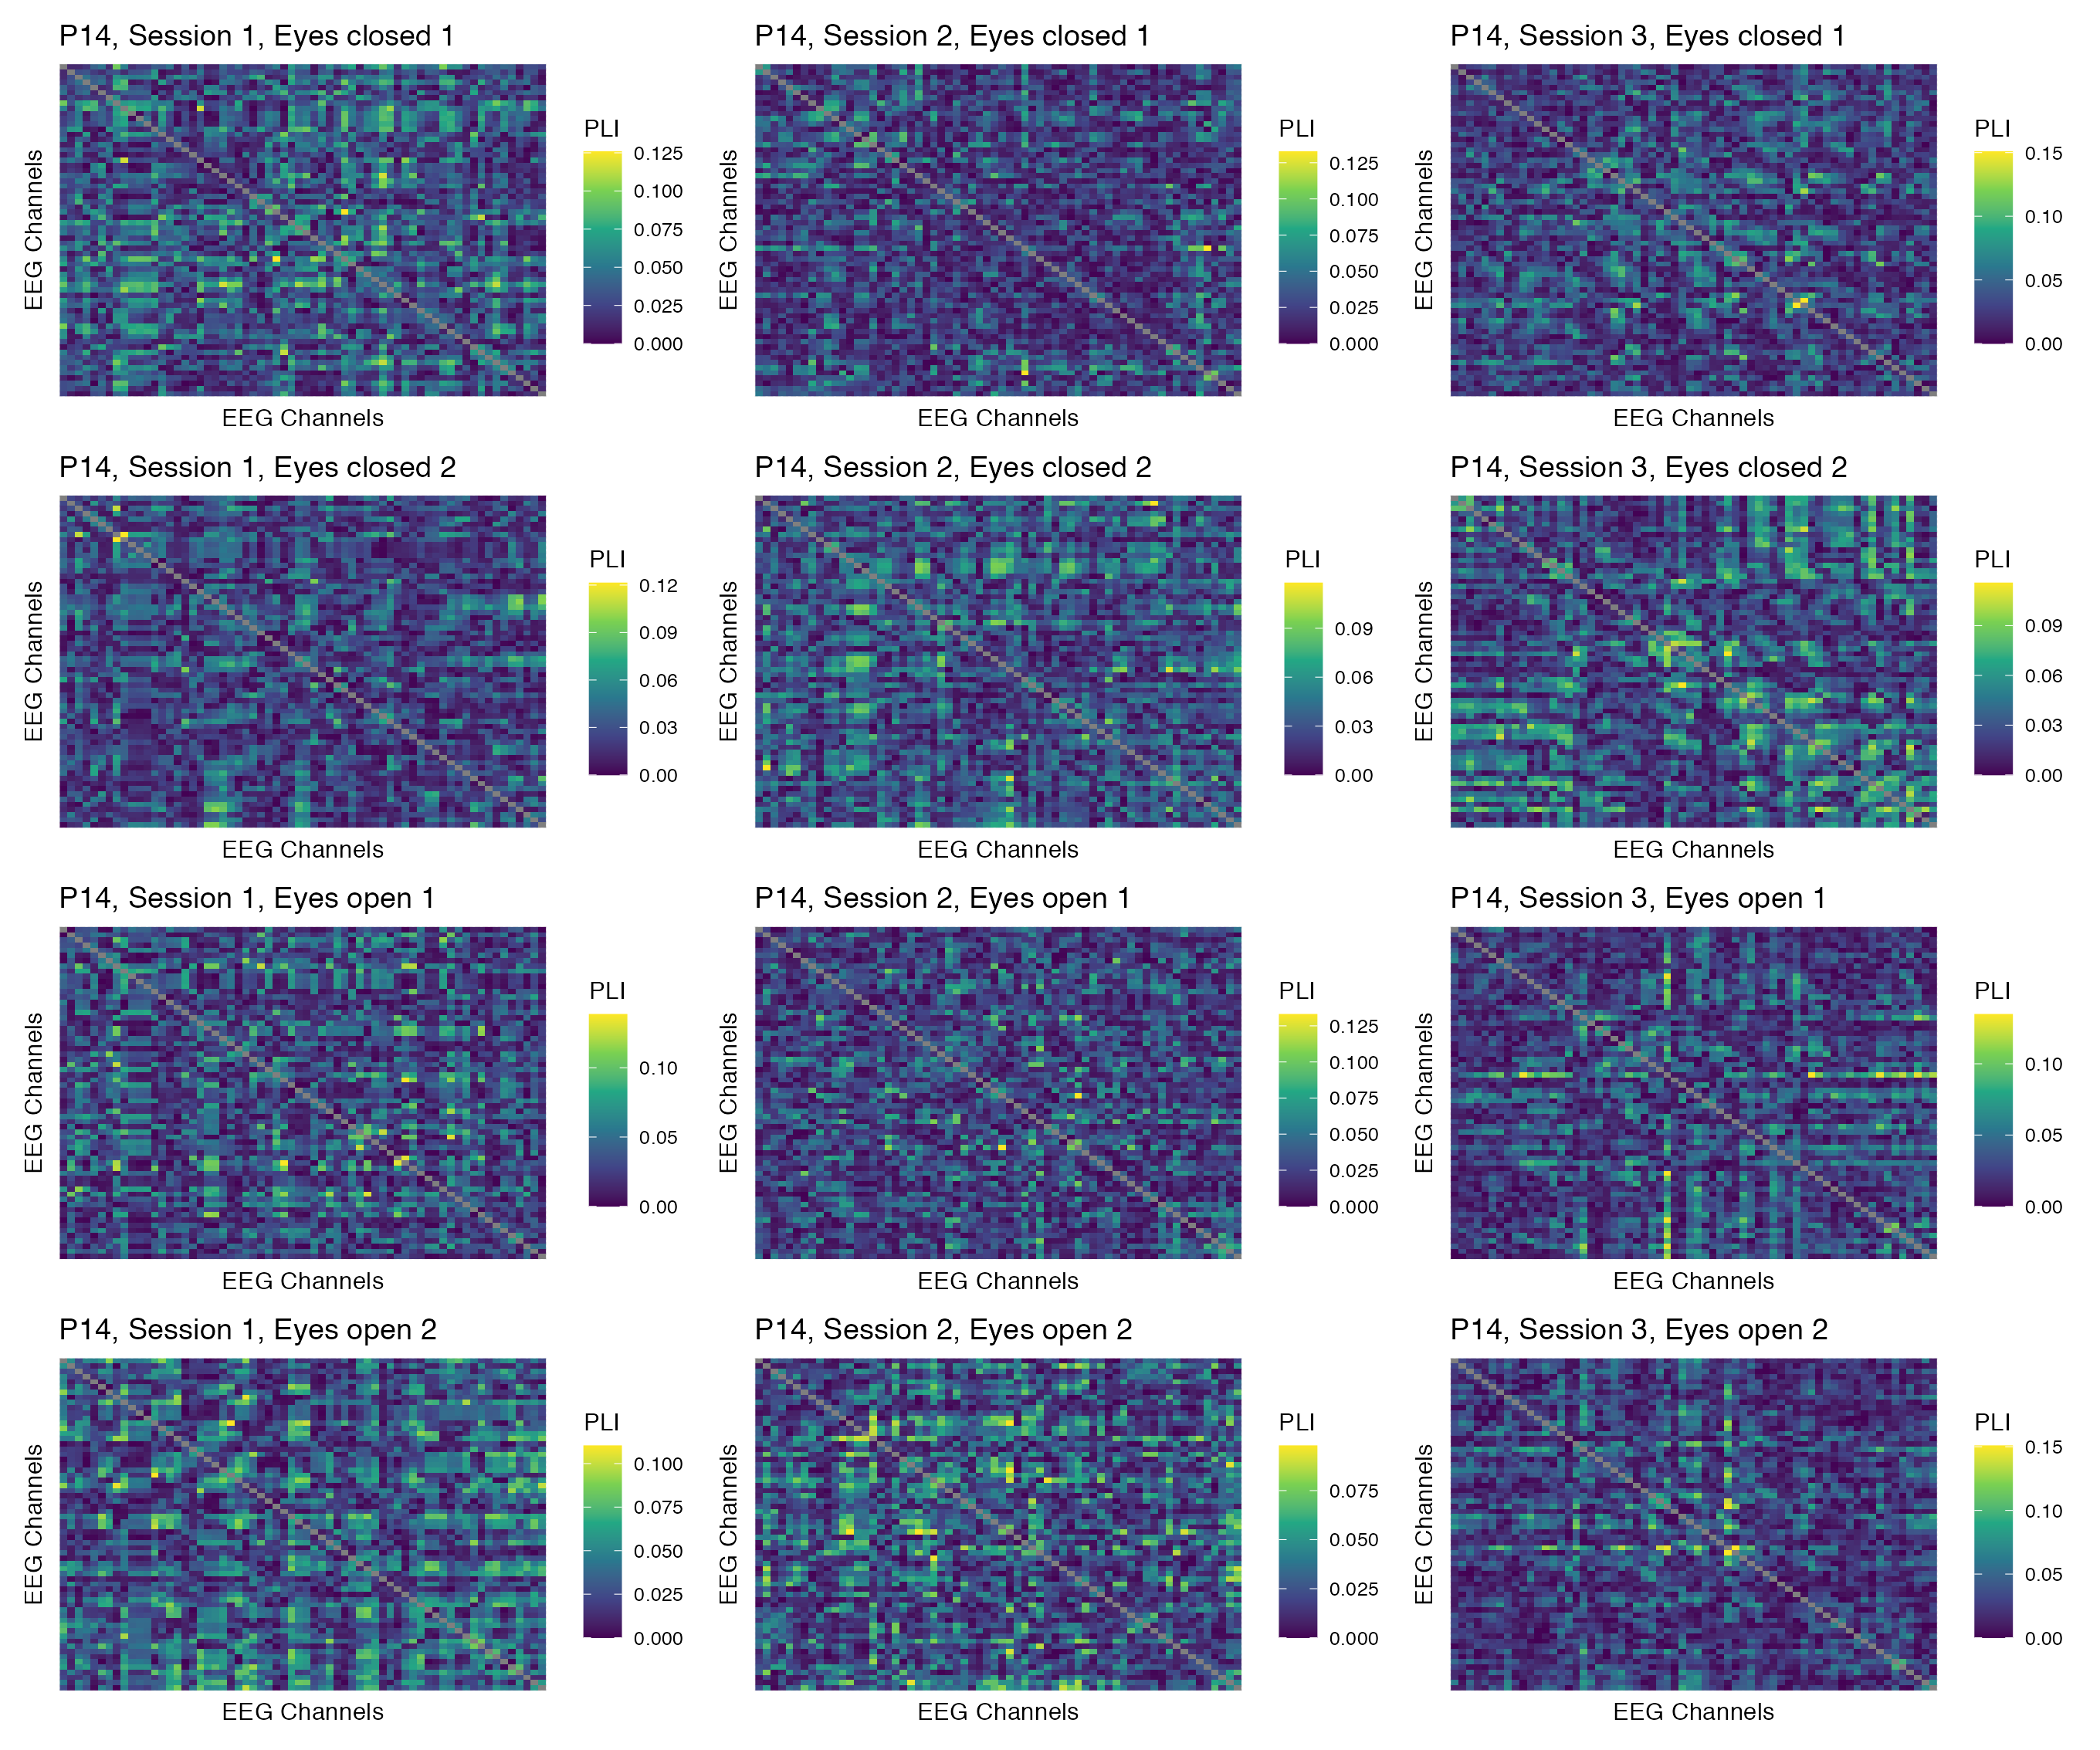 P14, Session 1, Eyes closed 1
EEG Channels
EEG Channels
PLI
0.125
0.100
0.075
0.050
0.025
0.000
P14, Session 2, Eyes closed 1
EEG Channels
EEG Channels
PLI
0.125
0.100
0.075
0.050
0.025
0.000
P14, Session 3, Eyes closed 1
EEG Channels
EEG Channels
PLI
0.15
0.10
0.05
0.00
P14, Session 1, Eyes closed 2
EEG Channels
EEG Channels
PLI
0.12
0.09
0.06
0.03
0.00
P14, Session 2, Eyes closed 2
EEG Channels
EEG Channels
PLI
0.09
0.06
0.03
0.00
P14, Session 3, Eyes closed 2
EEG Channels
EEG Channels
PLI
0.09
0.06
0.03
0.00
P14, Session 1, Eyes open 1
EEG Channels
EEG Channels
PLI
0.10
0.05
0.00
P14, Session 2, Eyes open 1
EEG Channels
EEG Channels
PLI
0.125
0.100
0.075
0.050
0.025
0.000
P14, Session 3, Eyes open 1
EEG Channels
EEG Channels
PLI
0.10
0.05
0.00
P14, Session 1, Eyes open 2
EEG Channels
EEG Channels
PLI
0.100
0.075
0.050
0.025
0.000
P14, Session 2, Eyes open 2
EEG Channels
EEG Channels
PLI
0.075
0.050
0.025
0.000
P14, Session 3, Eyes open 2
EEG Channels
EEG Channels
PLI
0.15
0.10
0.05
0.00